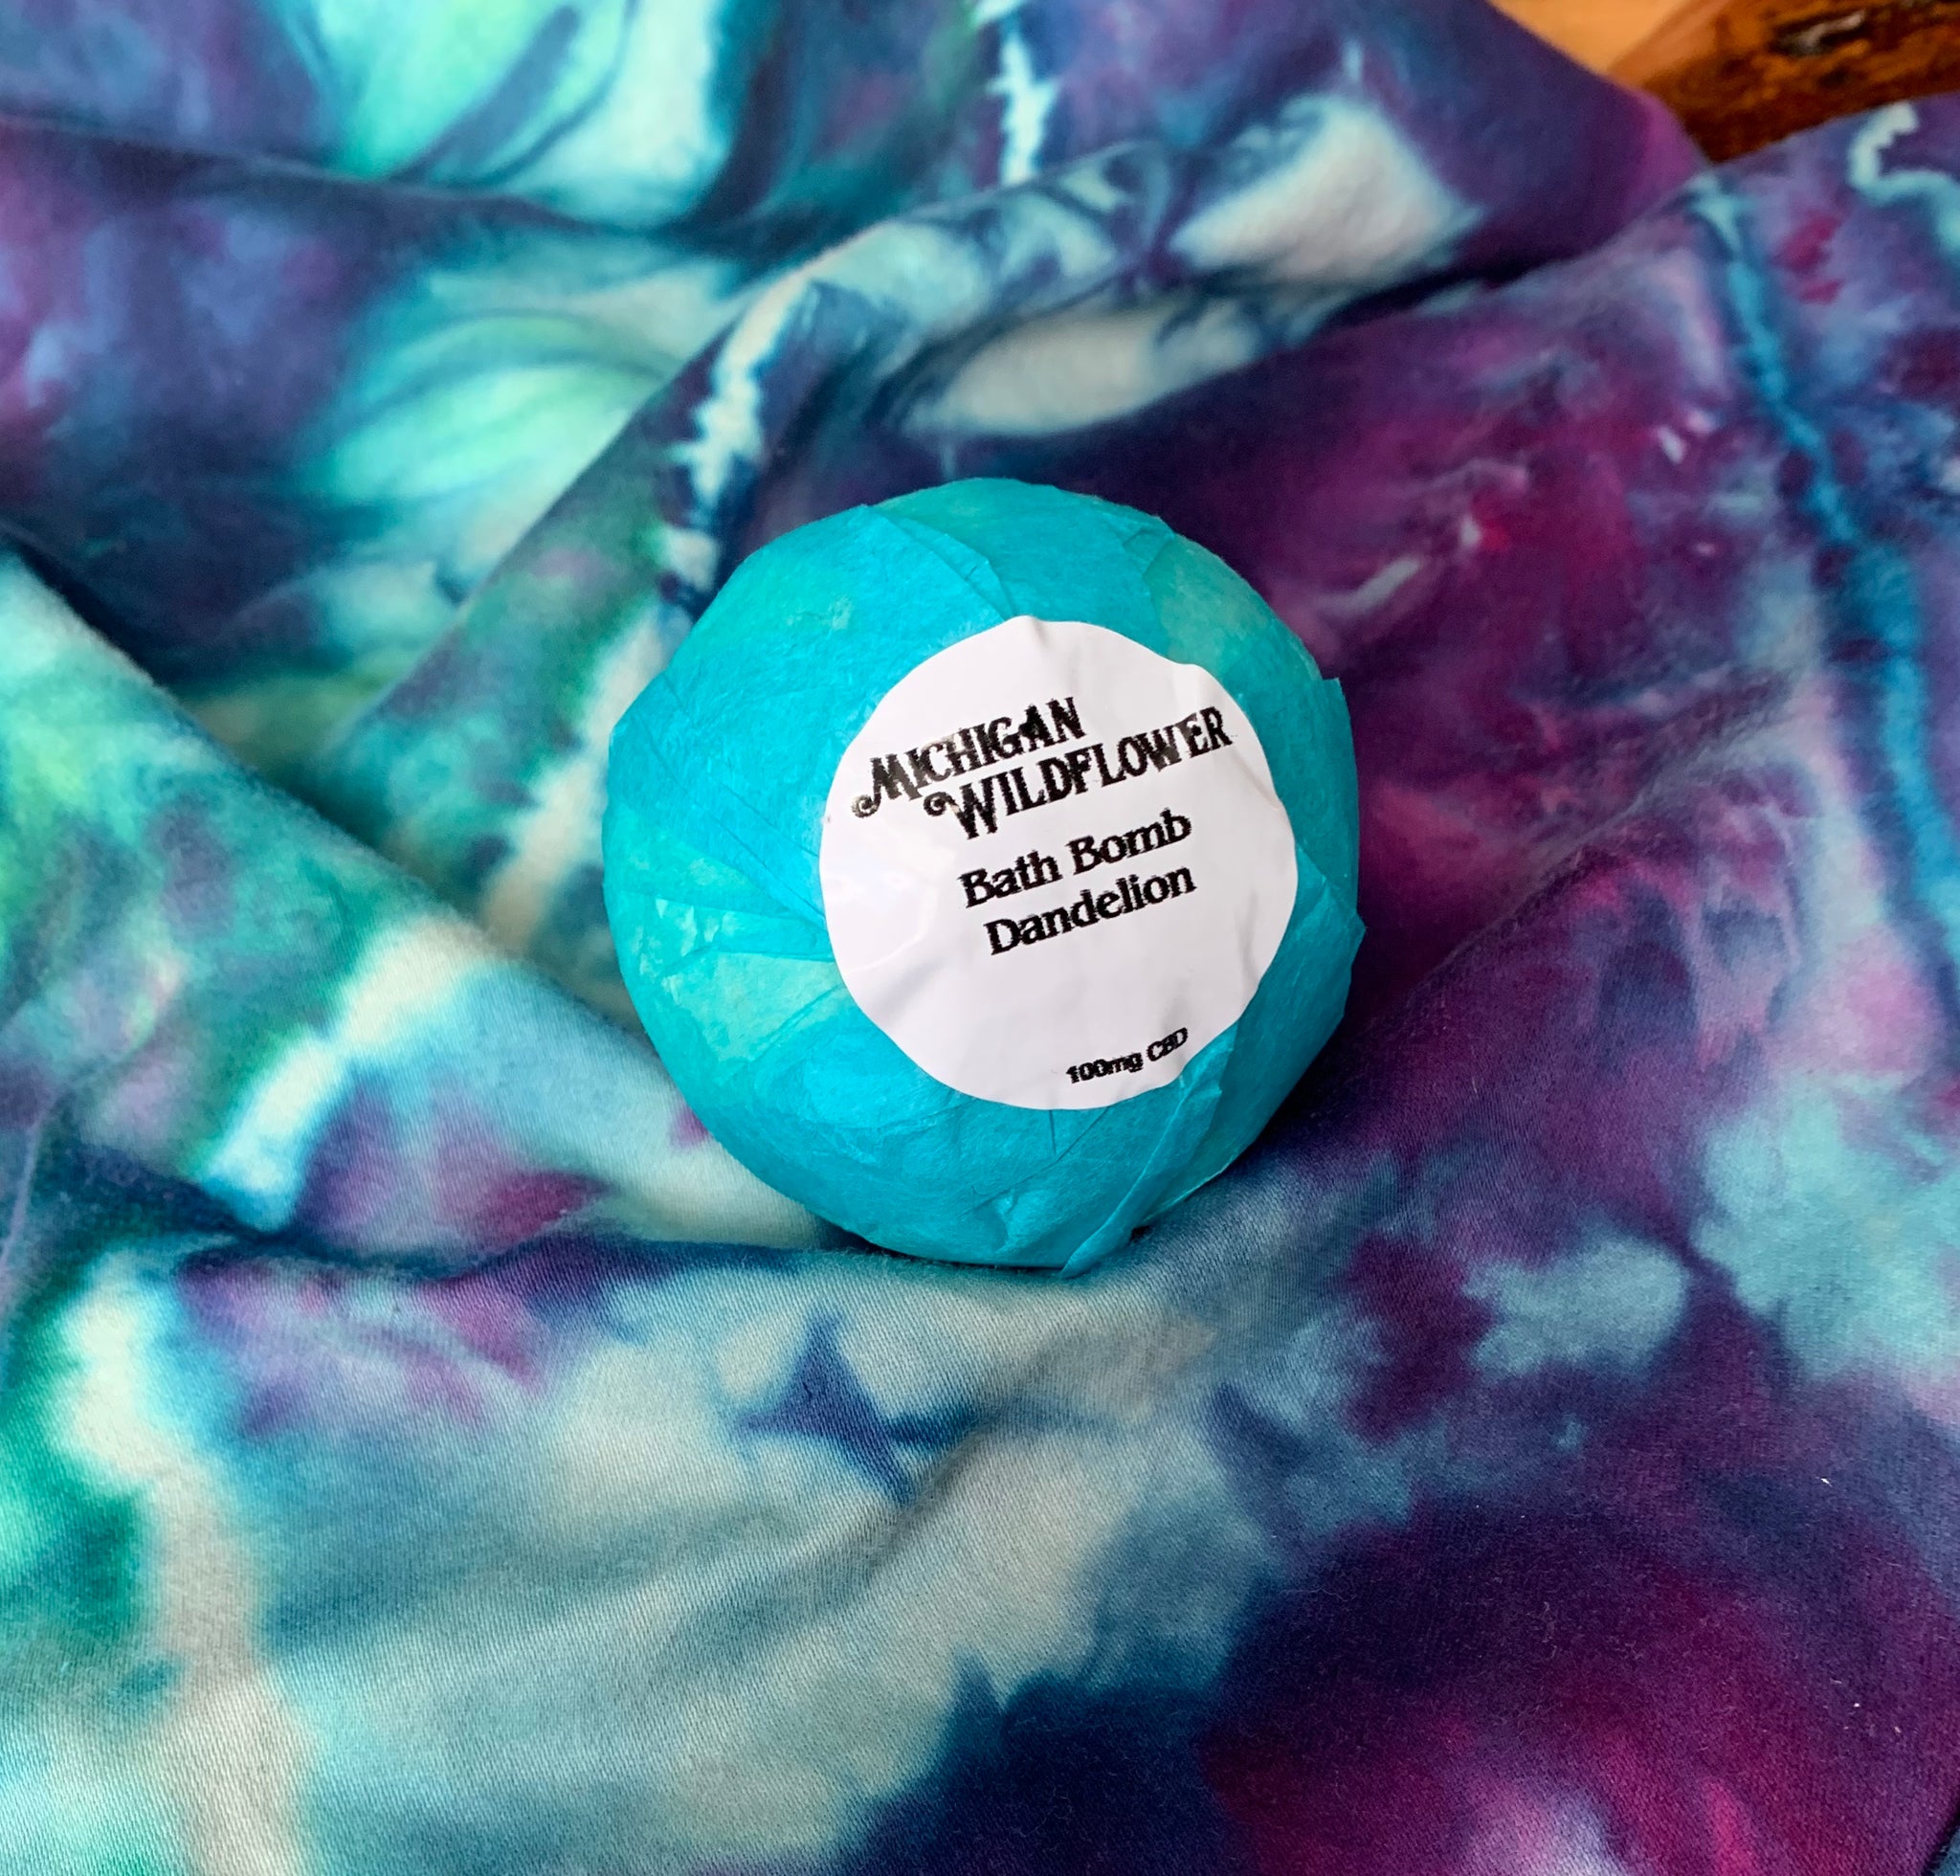 MICHIGAN
WILDFLOWER
Bath Bomb
Dandelion
100mg CBD